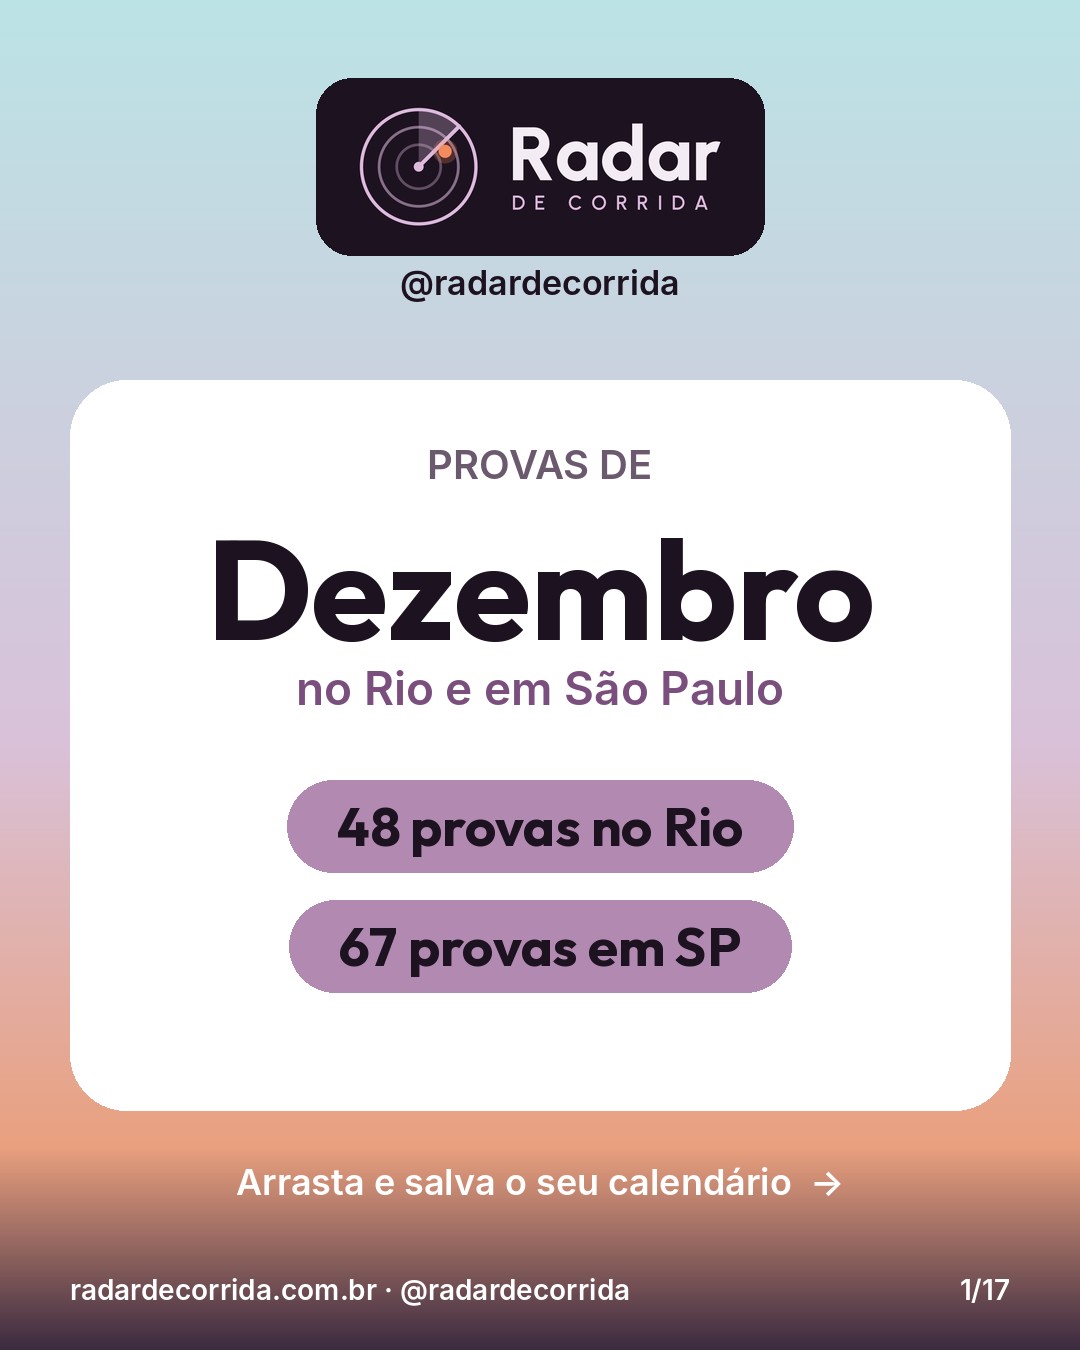 Radar
DE CORRIDA
@radardecorrida
PROVAS DE
Dezembro
no Rio e em São Paulo
48 provas no Rio
67 provas em SP
Arrasta e salva o seu calendário →
radardecorrida.com.br · @radardecorrida
1/17